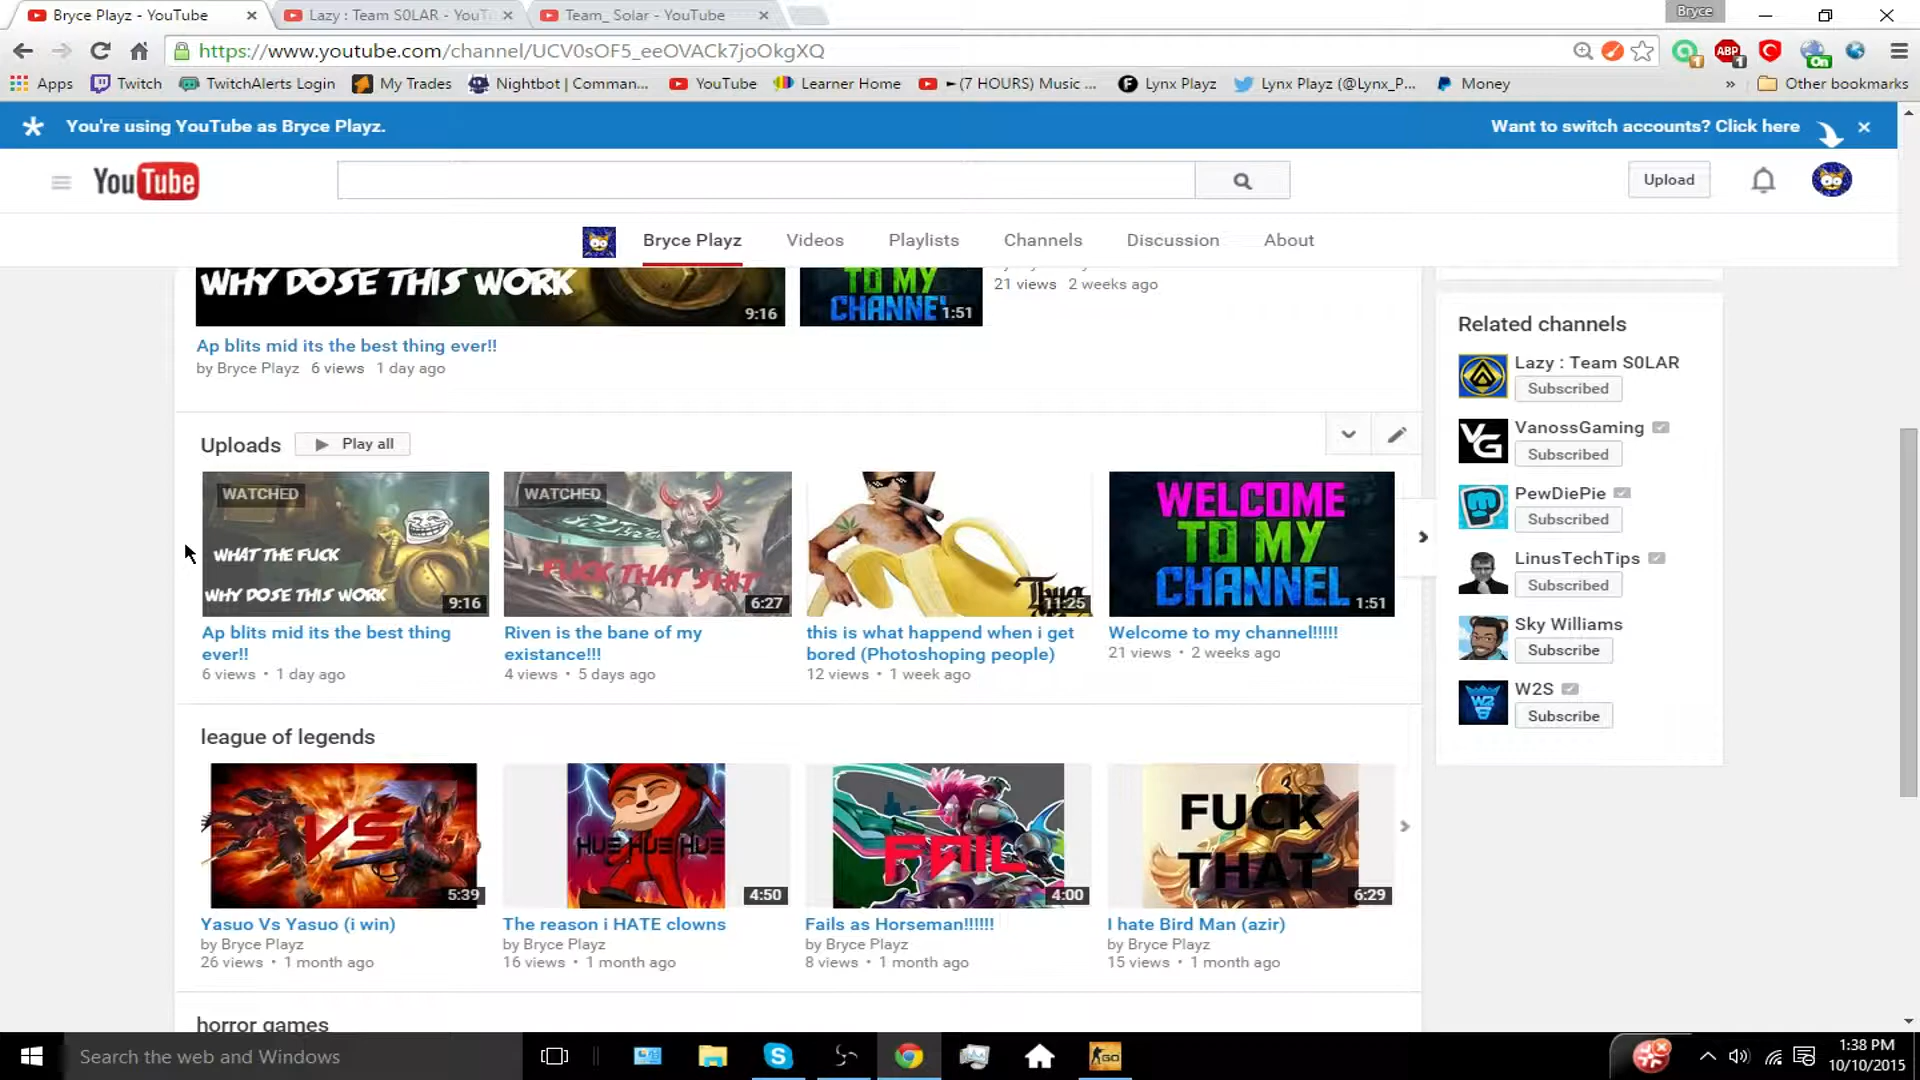 Bryce Playz - YouTube
Lazy : Team S0LAR - YouT
Team_ Solar - YouTube
Bryce
https://www.youtube.com/channel/UCV0sOF5_eeOVACk7joOkgXQ
Apps
Twitch
TwitchAlerts Login
My Trades
Nightbot | Comman...
YouTube
Learner Home
►(7 HOURS) Music ...
Lynx Playz
Lynx Playz (@Lynx_P...
Money
»
Other bookmarks
You're using YouTube as Bryce Playz.
Want to switch accounts? Click here
YouTube
Upload
Bryce Playz
Videos
Playlists
Channels
Discussion
About
WHY DOSE THIS WORK
9:16
TO MY
CHANNEL
1:51
21 views 2 weeks ago
Ap blits mid its the best thing ever!!
by Bryce Playz 6 views 1 day ago
Uploads
Play all
WATCHED
WHAT THE FUCK
WHY DOSE THIS WORK
9:16
Ap blits mid its the best thing
ever!!
6 views • 1 day ago
WATCHED
FUCK THAT SHIT
6:27
Riven is the bane of my
existance!!!
4 views • 5 days ago
Thug
11:25
this is what happend when i get
bored (Photoshoping people)
12 views • 1 week ago
WELCOME
TO MY
CHANNEL
1:51
Welcome to my channel!!!!!
21 views • 2 weeks ago
league of legends
VS
5:39
Yasuo Vs Yasuo (i win)
by Bryce Playz
26 views • 1 month ago
HUE HUE HUE
4:50
The reason i HATE clowns
by Bryce Playz
16 views • 1 month ago
FAIL
4:00
Fails as Horseman!!!!!!
by Bryce Playz
8 views • 1 month ago
FUCK
THAT
6:29
I hate Bird Man (azir)
by Bryce Playz
15 views • 1 month ago
horror games
Related channels
Lazy : Team S0LAR
Subscribed
VG
VanossGaming
Subscribed
PewDiePie
Subscribed
LinusTechTips
Subscribed
Sky Williams
Subscribe
W2S
W2S
Subscribe
ABP
1
1
On
Search the web and Windows
GO
1:38 PM
10/10/2015